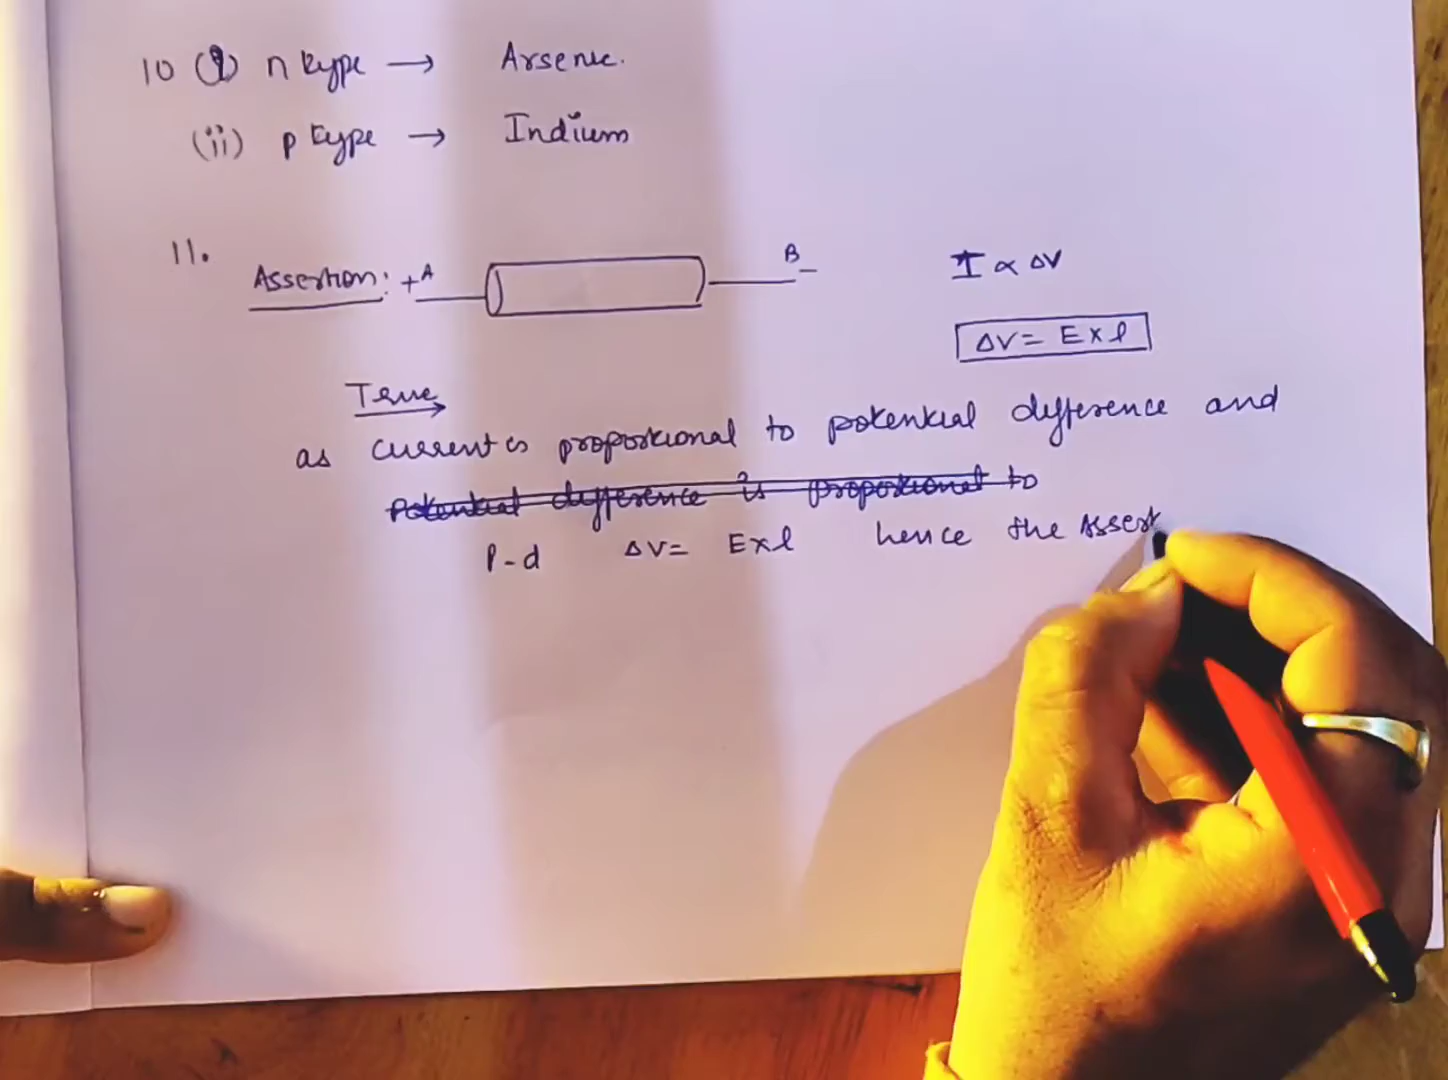 10 (i) n type → Arsenic.
(ii) p type → Indium
11.
Assertion: + A B -
I ∝ ΔV
ΔV = E×l
True
as current is proportional to potential difference and
potential difference is proportional to
P-d ΔV = E×l hence the Assert